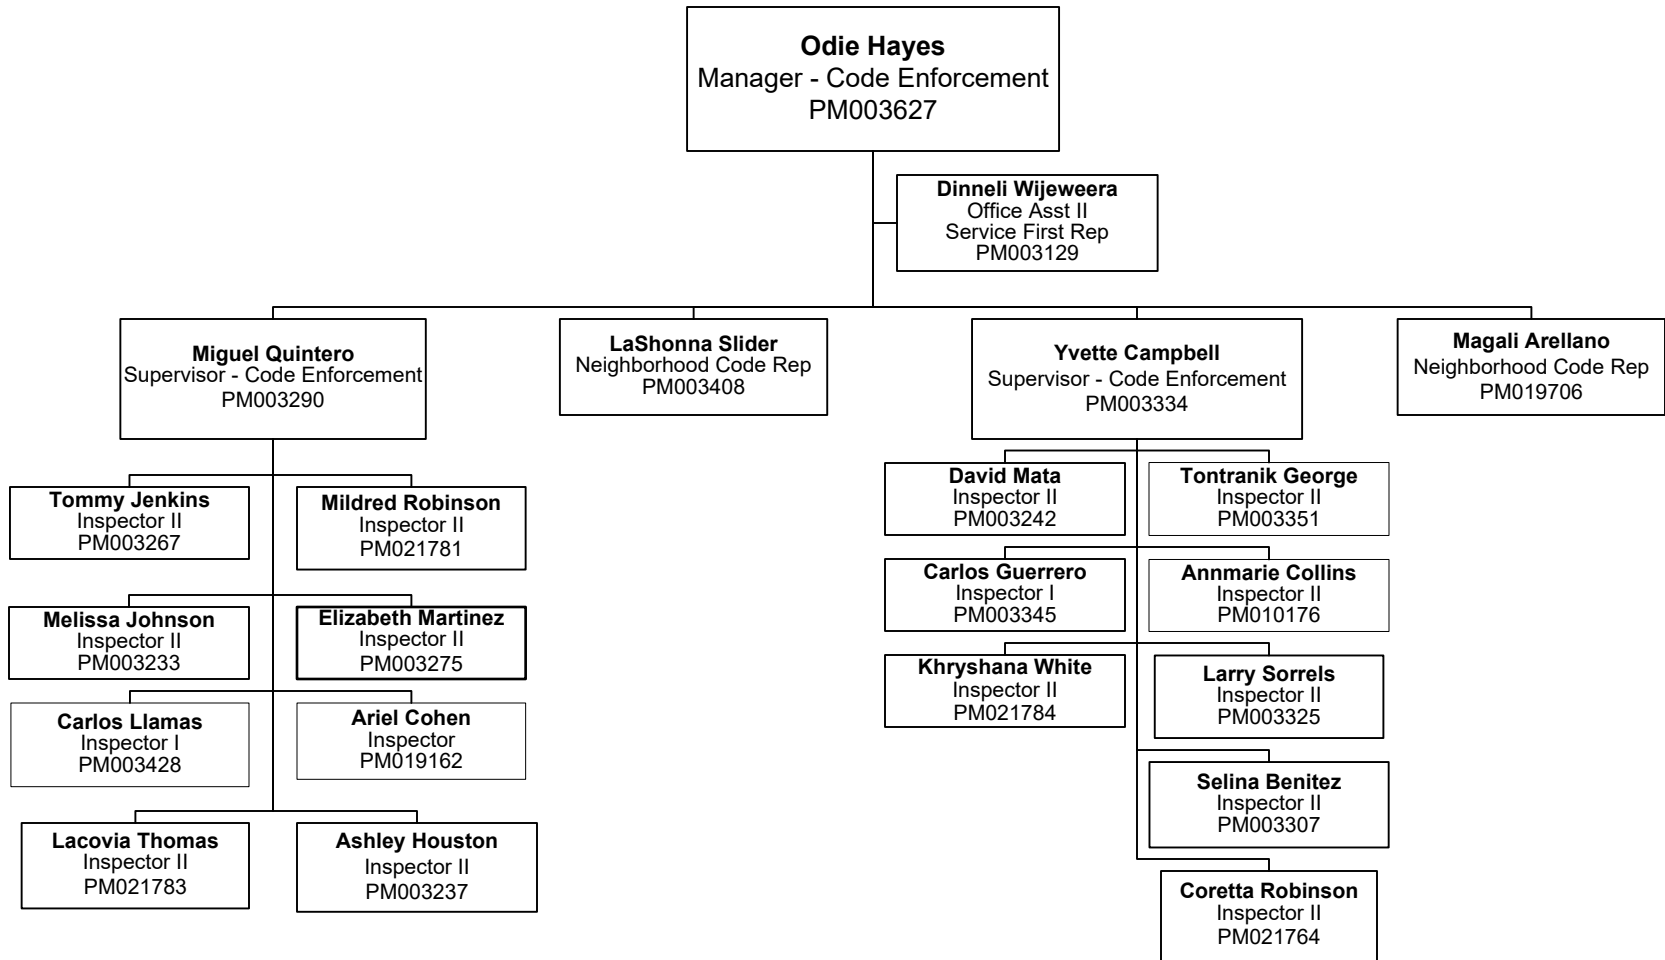 Odie Hayes
Manager - Code Enforcement
PM003627
Dinneli Wijeweera
Office Asst II
Service First Rep
PM003129
Miguel Quintero
Supervisor - Code Enforcement
PM003290
LaShonna Slider
Neighborhood Code Rep
PM003408
Yvette Campbell
Supervisor - Code Enforcement
PM003334
Magali Arellano
Neighborhood Code Rep
PM019706
Tommy Jenkins
Inspector II
PM003267
Mildred Robinson
Inspector II
PM021781
Melissa Johnson
Inspector II
PM003233
Elizabeth Martinez
Inspector II
PM003275
Carlos Llamas
Inspector I
PM003428
Ariel Cohen
Inspector
PM019162
Lacovia Thomas
Inspector II
PM021783
Ashley Houston
Inspector II
PM003237
David Mata
Inspector II
PM003242
Tontranik George
Inspector II
PM003351
Carlos Guerrero
Inspector I
PM003345
Annmarie Collins
Inspector II
PM010176
Khryshana White
Inspector II
PM021784
Larry Sorrels
Inspector II
PM003325
Selina Benitez
Inspector II
PM003307
Coretta Robinson
Inspector II
PM021764